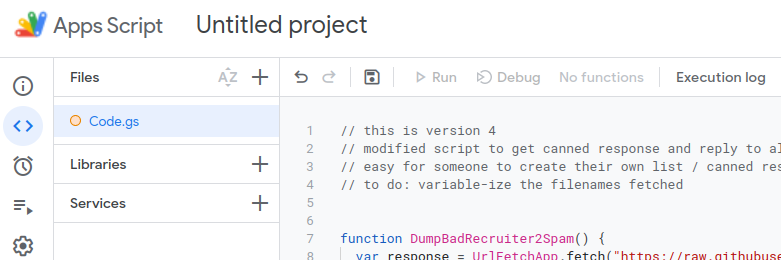 Apps Script Untitled project
Files AZ
Run Debug No functions Execution log
Code.gs
Libraries
Services
1 // this is version 4
2 // modified script to get canned response and reply to al
3 // easy for someone to create their own list / canned res
4 // to do: variable-ize the filenames fetched
5
6
7 function DumpBadRecruiter2Spam() {
8 var response = UrlFetchApp.fetch("https://raw.githubuse